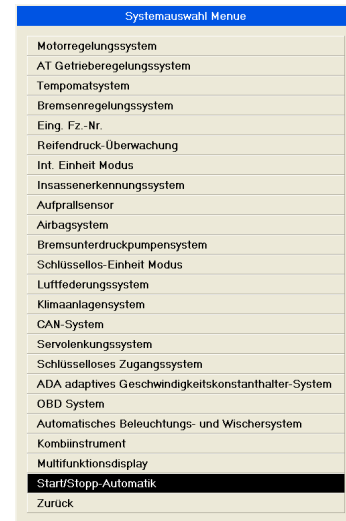 Systemauswahl Menue
Motorregelungssystem
AT Getrieberegelungssystem
Tempomatsystem
Bremsenregelungssystem
Eing. Fz.-Nr.
Reifendruck-Überwachung
Int. Einheit Modus
Insassenerkennungssystem
Aufprallsensor
Airbagsystem
Bremsunterdruckpumpensystem
Schlüssellos-Einheit Modus
Luftfederungssystem
Klimaanlagensystem
CAN-System
Servolenkungssystem
Schlüsselloses Zugangssystem
ADA adaptives Geschwindigkeitskonstanthalter-System
OBD System
Automatisches Beleuchtungs- und Wischersystem
Kombiinstrument
Multifunktionsdisplay
Start/Stopp-Automatik
Zurück